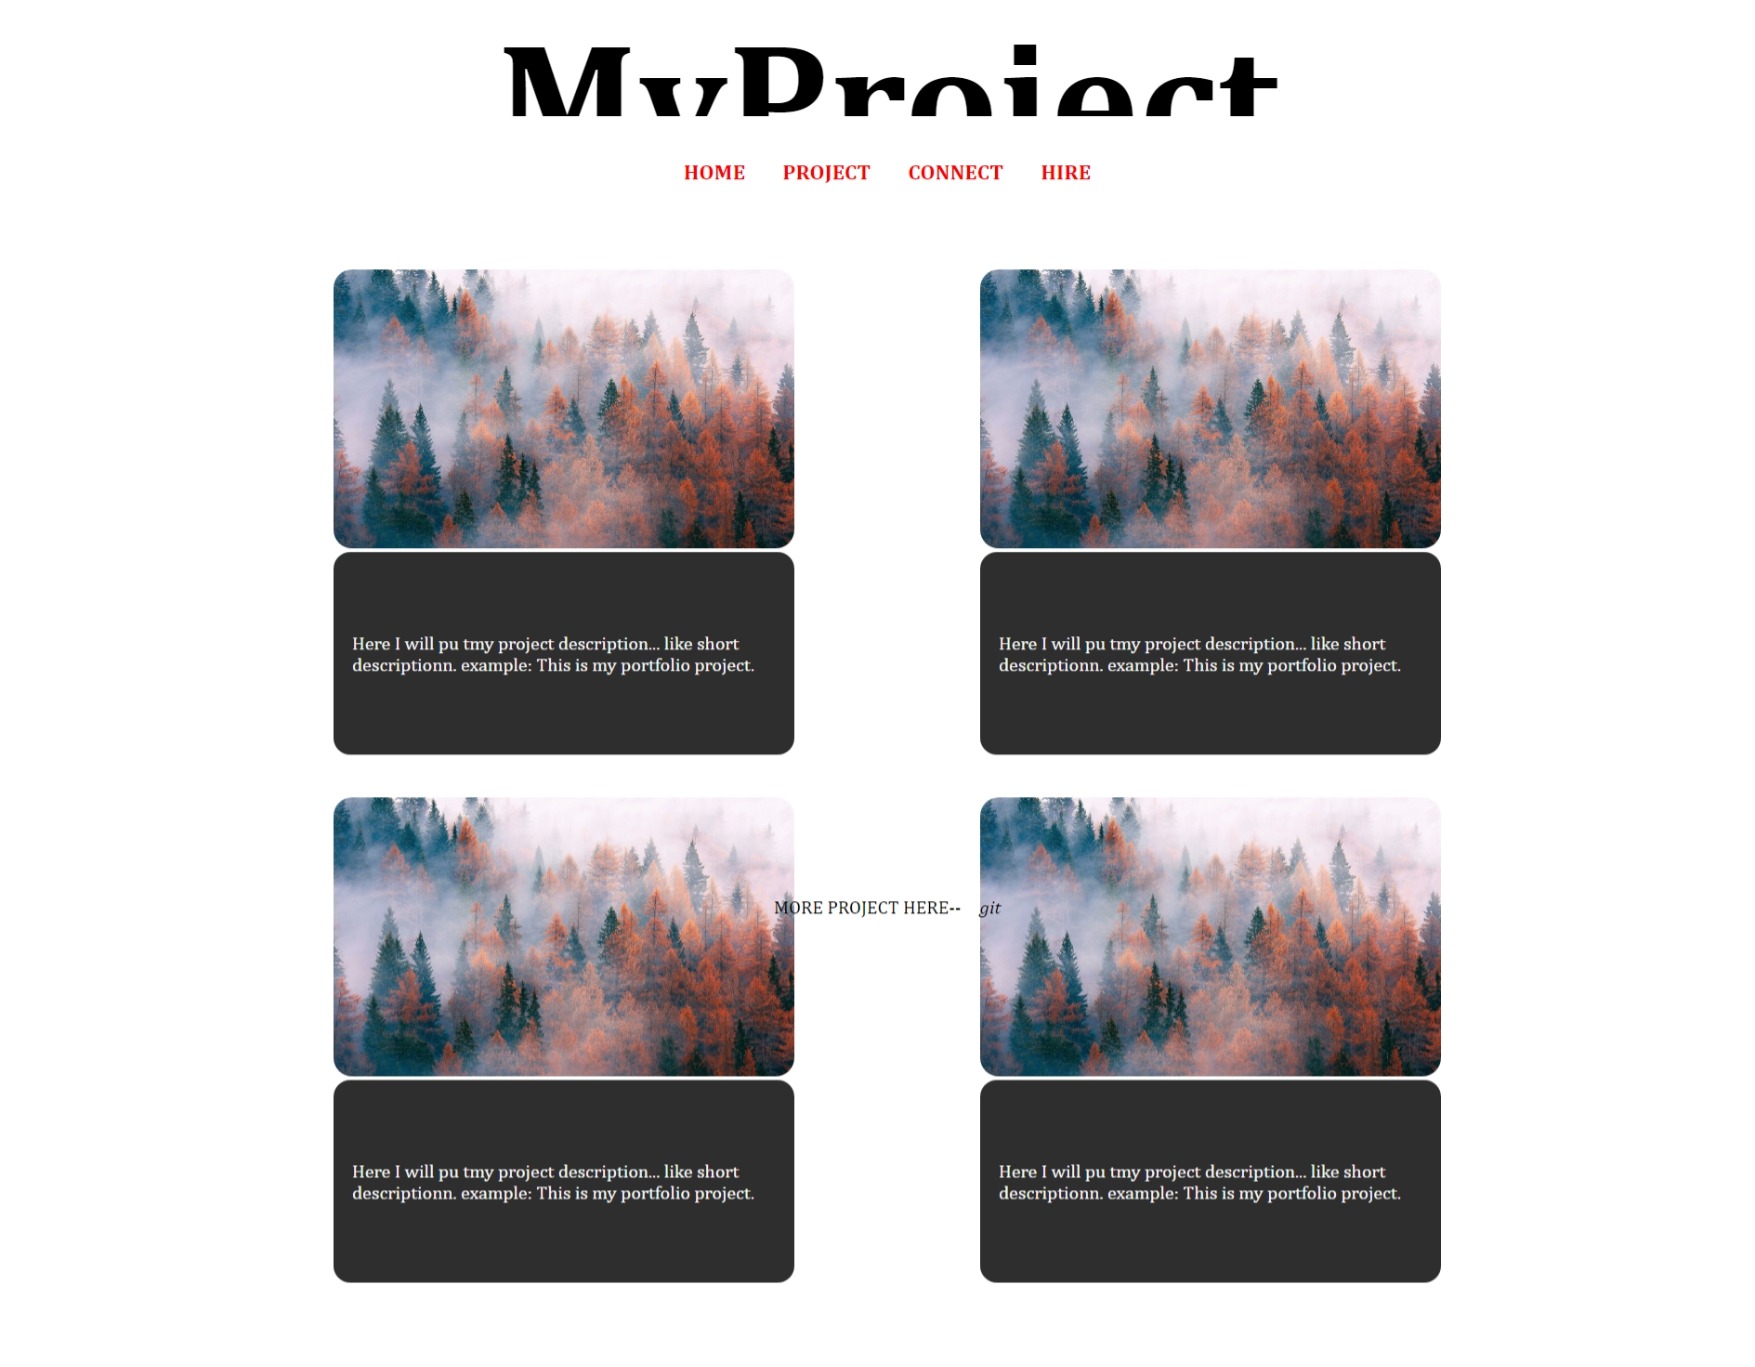 MyProject
HOME PROJECT CONNECT HIRE
Here I will pu tmy project description... like short
descriptionn. example: This is my portfolio project.
Here I will pu tmy project description... like short
descriptionn. example: This is my portfolio project.
MORE PROJECT HERE-- git
Here I will pu tmy project description... like short
descriptionn. example: This is my portfolio project.
Here I will pu tmy project description... like short
descriptionn. example: This is my portfolio project.